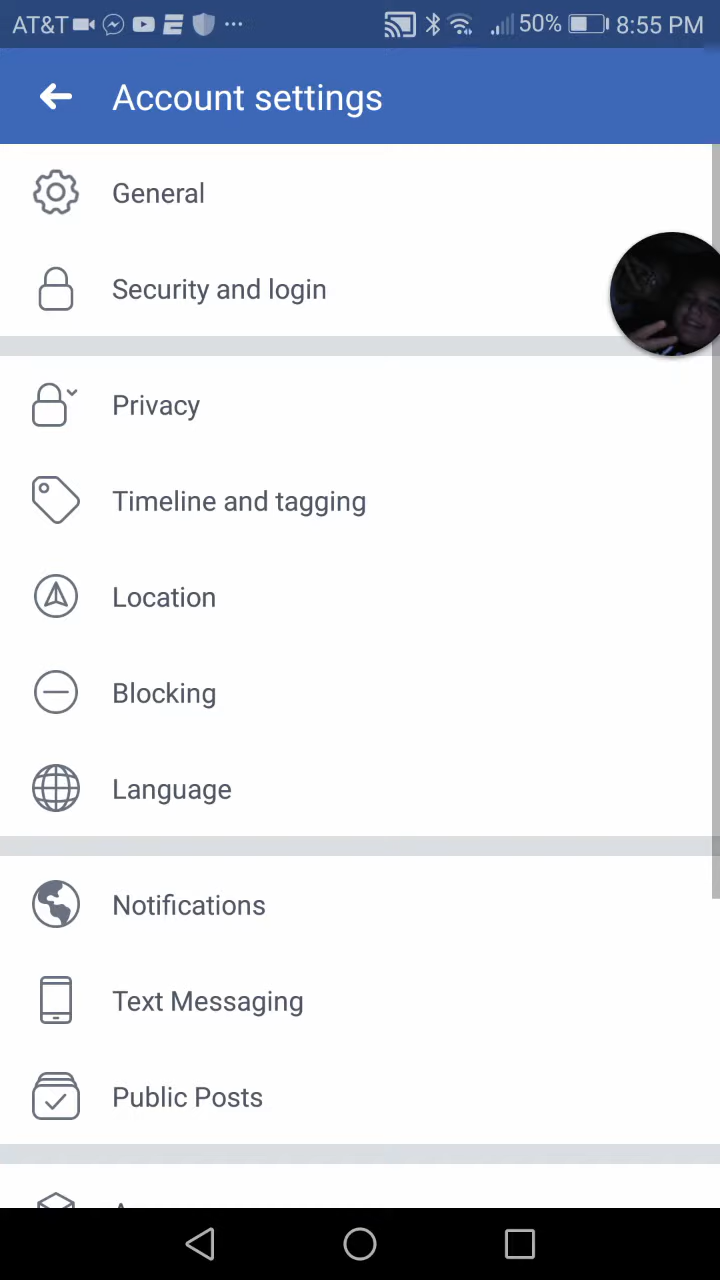 AT&T 50% 8:55 PM
Account settings
General
Security and login
Privacy
Timeline and tagging
Location
Blocking
Language
Notifications
Text Messaging
Public Posts